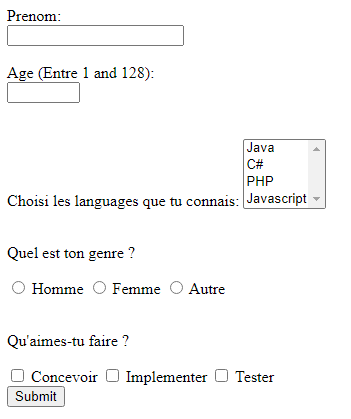 Prenom:
Age (Entre 1 and 128):
Java
C#
PHP
Choisi les languages que tu connais: Javascript
Quel est ton genre ?
Homme Femme Autre
Qu'aimes-tu faire ?
Concevoir Implementer Tester
Submit